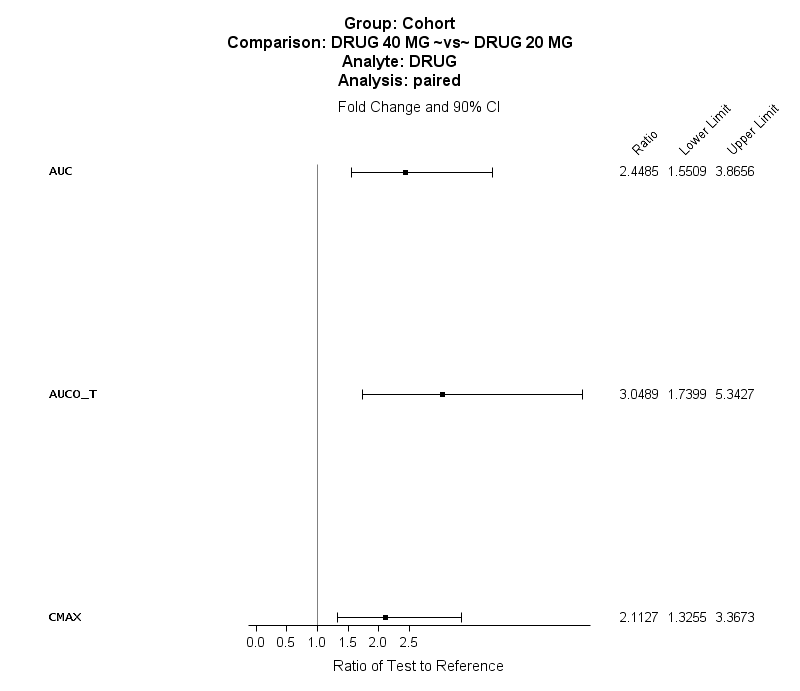 Group: Cohort
Comparison: DRUG 40 MG ~vs~ DRUG 20 MG
Analyte: DRUG
Analysis: paired
Fold Change and 90% CI
Ratio Lower Limit Upper Limit
AUC 2.4485 1.5509 3.8656
AUC0_T 3.0489 1.7399 5.3427
CMAX 2.1127 1.3255 3.3673
0.0 0.5 1.0 1.5 2.0 2.5
Ratio of Test to Reference